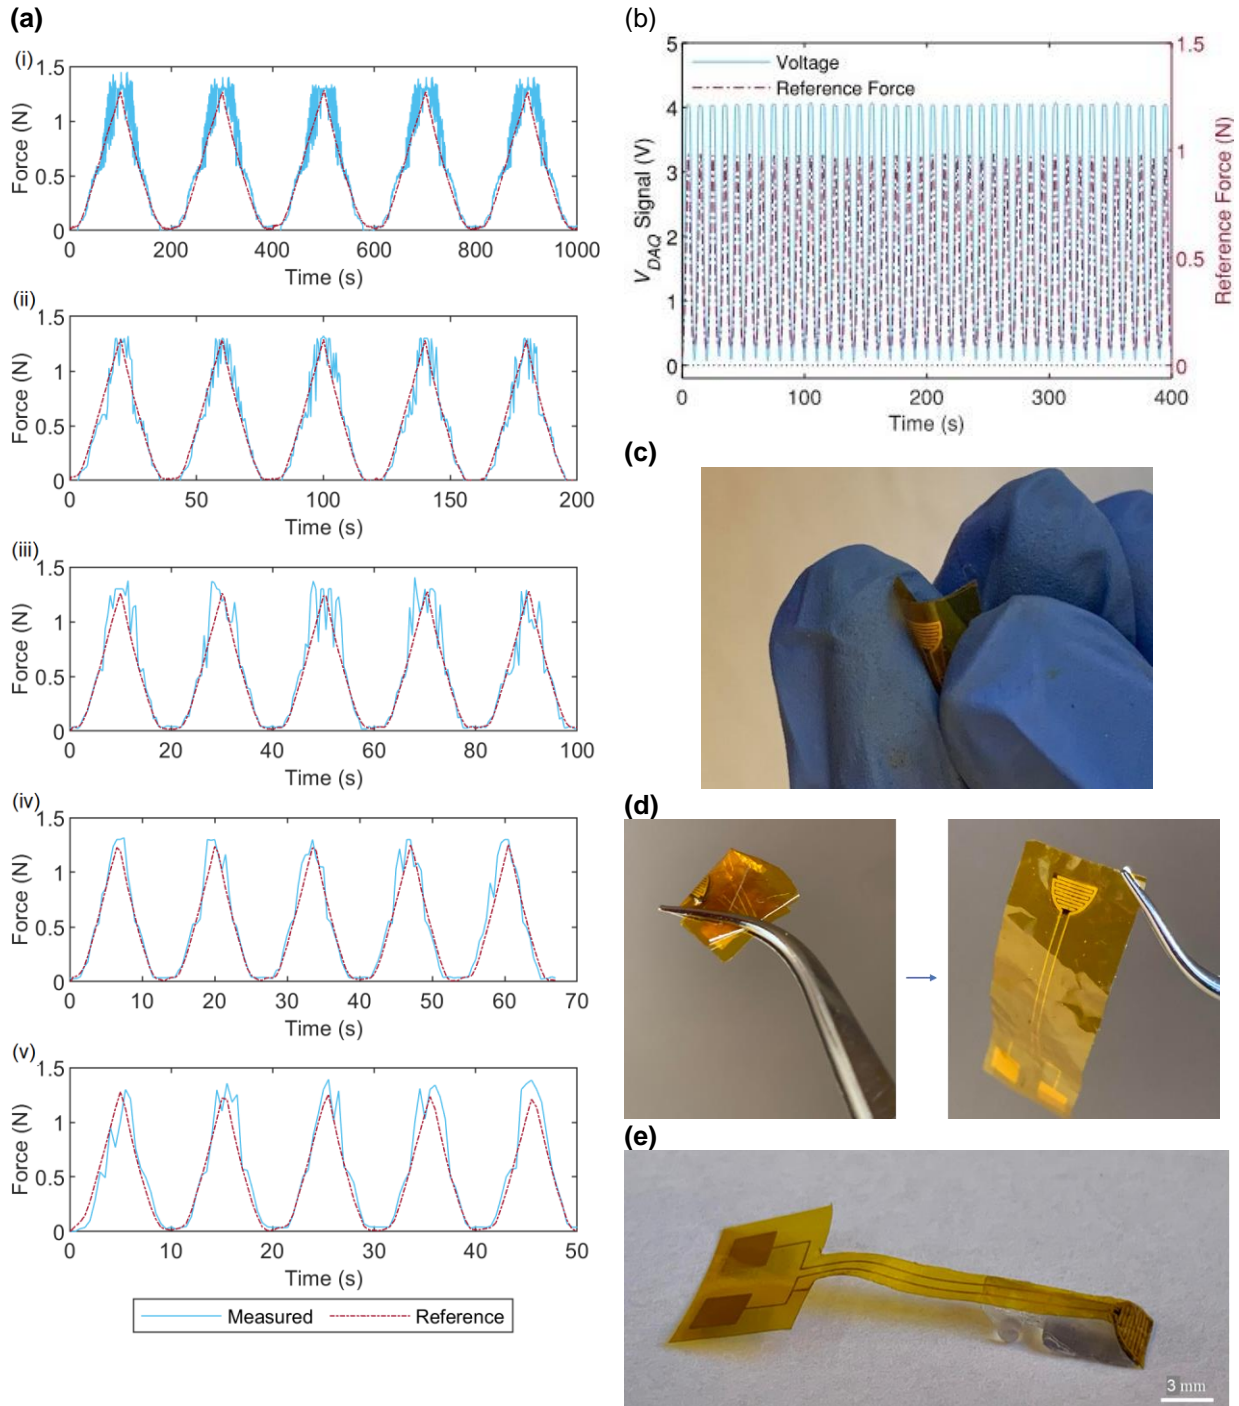 (a)
(i)
1.5
1
0.5
0
Force (N)
0 200 400 600 800 1000
Time (s)
(ii)
1.5
1
0.5
0
Force (N)
0 50 100 150 200
Time (s)
(iii)
1.5
1
0.5
0
Force (N)
0 20 40 60 80 100
Time (s)
(iv)
1.5
1
0.5
0
Force (N)
0 10 20 30 40 50 60 70
Time (s)
(v)
1.5
1
0.5
0
Force (N)
0 10 20 30 40 50
Time (s)
Measured Reference
(b)
5
4
3
2
1
0
V_DAQ Signal (V)
Voltage
Reference Force
1.5
1
0.5
0
Reference Force (N)
0 100 200 300 400
Time (s)
(c)
(d)
(e)
3 mm